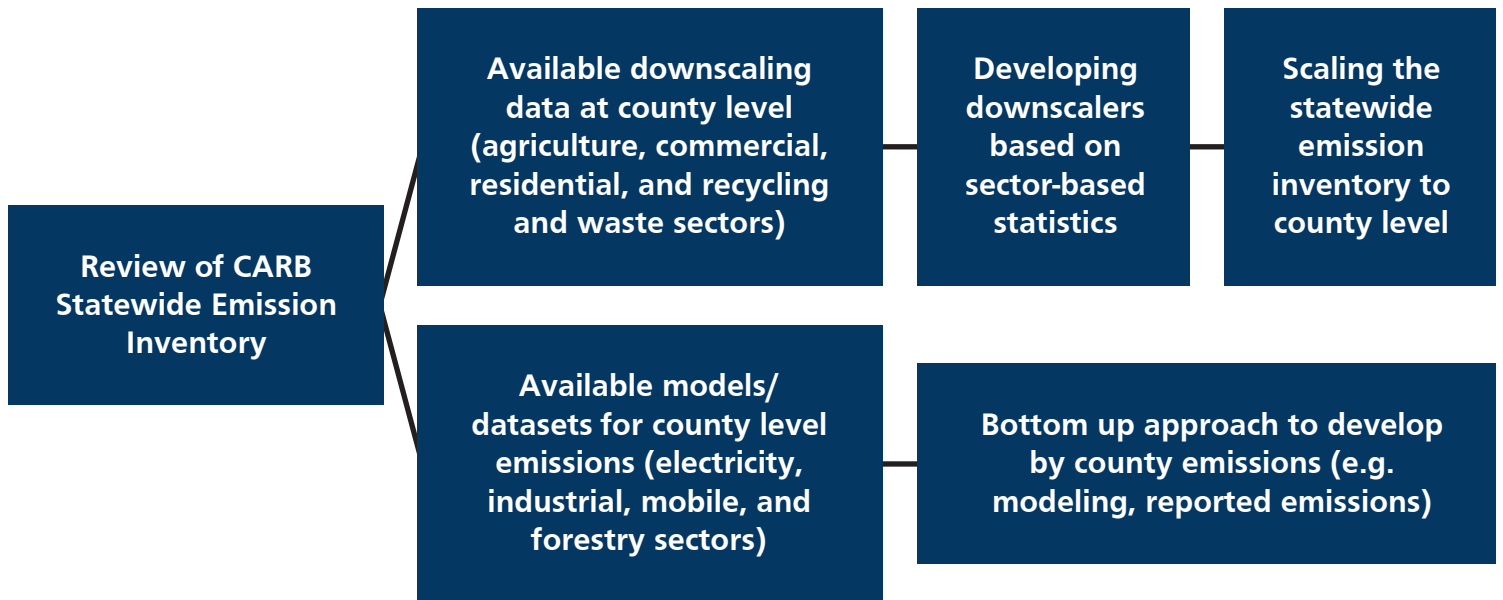 Review of CARB
Statewide Emission
Inventory
Available downscaling
data at county level
(agriculture, commercial,
residential, and recycling
and waste sectors)
Developing
downscalers
based on
sector-based
statistics
Scaling the
statewide
emission
inventory to
county level
Available models/
datasets for county level
emissions (electricity,
industrial, mobile, and
forestry sectors)
Bottom up approach to develop
by county emissions (e.g.
modeling, reported emissions)